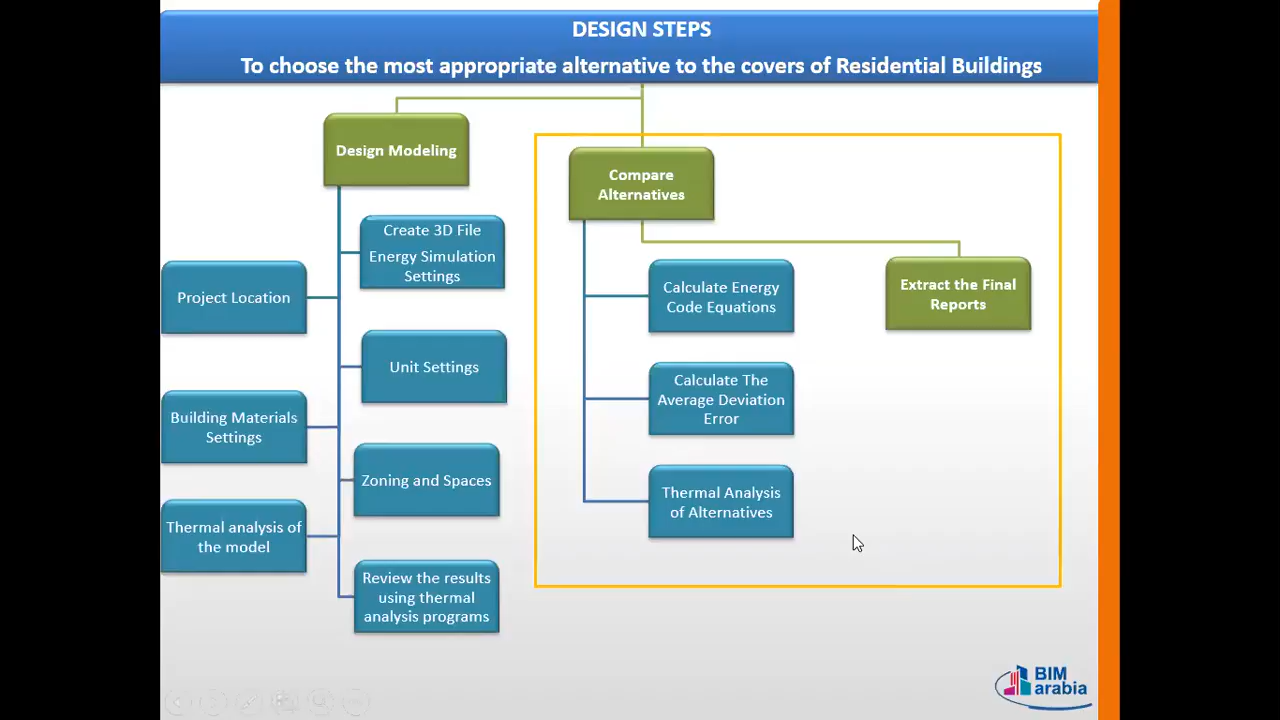 DESIGN STEPS
To choose the most appropriate alternative to the covers of Residential Buildings
Design Modeling
Create 3D File
Energy Simulation
Settings
Project Location
Unit Settings
Building Materials
Settings
Zoning and Spaces
Thermal analysis of
the model
Review the results
using thermal
analysis programs
Compare
Alternatives
Calculate Energy
Code Equations
Calculate The
Average Deviation
Error
Thermal Analysis
of Alternatives
Extract the Final
Reports
BIM
arabia